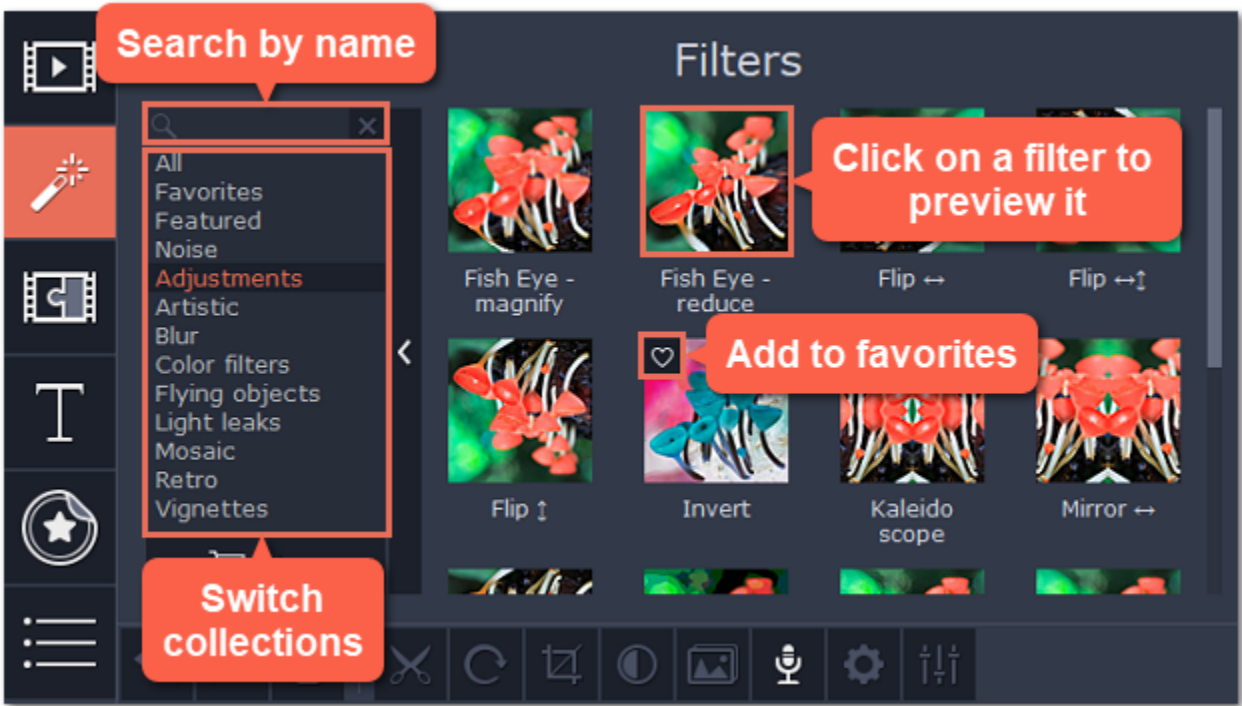 Search by name
Filters
All
Favorites
Featured
Noise
Adjustments
Artistic
Blur
Color filters
Flying objects
Light leaks
Mosaic
Retro
Vignettes
Switch
collections
Click on a filter to
preview it
Fish Eye -
magnify
Fish Eye -
reduce
Flip ↔
Flip ↔↕
Add to favorites
Flip ↕
Invert
Kaleido
scope
Mirror ↔
T